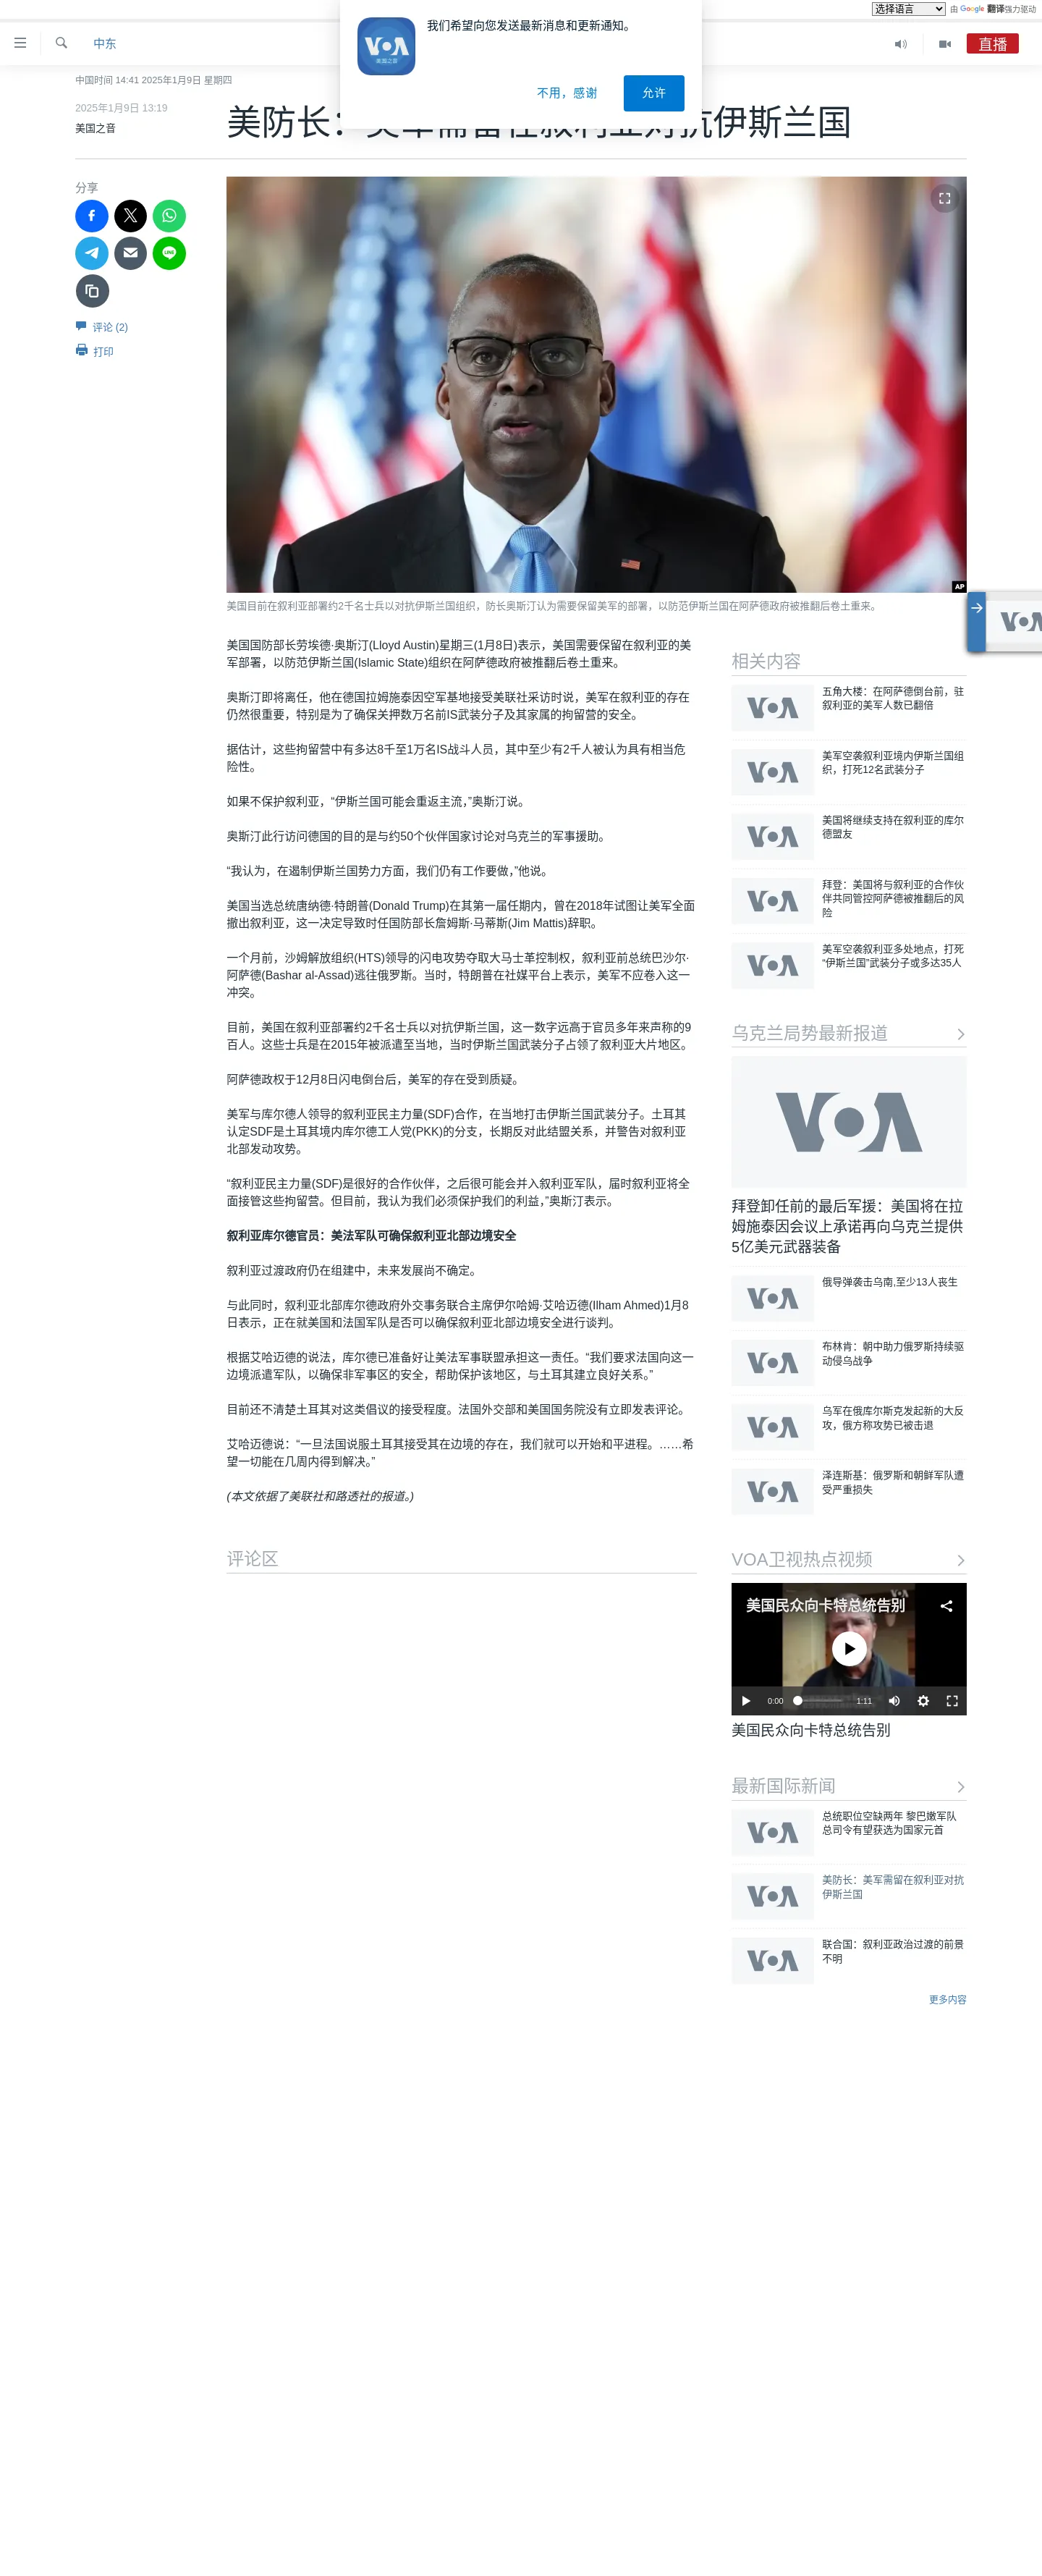 选择语言
由 Google 翻译强力驱动
我们希望向您发送最新消息和更新通知。
VOA
美国之音
不用，感谢
允许
中东
直播
中国时间 14:41 2025年1月9日 星期四
2025年1月9日 13:19
美国之音
美防长：美军需留在叙利亚对抗伊斯兰国
分享
LINE
评论 (2)
打印
AP
美国目前在叙利亚部署约2千名士兵以对抗伊斯兰国组织，防长奥斯汀认为需要保留美军的部署，以防范伊斯兰国在阿萨德政府被推翻后卷土重来。
美国国防部长劳埃德·奥斯汀(Lloyd Austin)星期三(1月8日)表示，美国需要保留在叙利亚的美
军部署，以防范伊斯兰国(Islamic State)组织在阿萨德政府被推翻后卷土重来。
奥斯汀即将离任，他在德国拉姆施泰因空军基地接受美联社采访时说，美军在叙利亚的存在
仍然很重要，特别是为了确保关押数万名前IS武装分子及其家属的拘留营的安全。
据估计，这些拘留营中有多达8千至1万名IS战斗人员，其中至少有2千人被认为具有相当危
险性。
如果不保护叙利亚，“伊斯兰国可能会重返主流，”奥斯汀说。
奥斯汀此行访问德国的目的是与约50个伙伴国家讨论对乌克兰的军事援助。
“我认为，在遏制伊斯兰国势力方面，我们仍有工作要做，”他说。
美国当选总统唐纳德·特朗普(Donald Trump)在其第一届任期内，曾在2018年试图让美军全面
撤出叙利亚，这一决定导致时任国防部长詹姆斯·马蒂斯(Jim Mattis)辞职。
一个月前，沙姆解放组织(HTS)领导的闪电攻势夺取大马士革控制权，叙利亚前总统巴沙尔·
阿萨德(Bashar al-Assad)逃往俄罗斯。当时，特朗普在社媒平台上表示，美军不应卷入这一
冲突。
目前，美国在叙利亚部署约2千名士兵以对抗伊斯兰国，这一数字远高于官员多年来声称的9
百人。这些士兵是在2015年被派遣至当地，当时伊斯兰国武装分子占领了叙利亚大片地区。
阿萨德政权于12月8日闪电倒台后，美军的存在受到质疑。
美军与库尔德人领导的叙利亚民主力量(SDF)合作，在当地打击伊斯兰国武装分子。土耳其
认定SDF是土耳其境内库尔德工人党(PKK)的分支，长期反对此结盟关系，并警告对叙利亚
北部发动攻势。
“叙利亚民主力量(SDF)是很好的合作伙伴，之后很可能会并入叙利亚军队，届时叙利亚将全
面接管这些拘留营。但目前，我认为我们必须保护我们的利益，”奥斯汀表示。
叙利亚库尔德官员：美法军队可确保叙利亚北部边境安全
叙利亚过渡政府仍在组建中，未来发展尚不确定。
与此同时，叙利亚北部库尔德政府外交事务联合主席伊尔哈姆·艾哈迈德(Ilham Ahmed)1月8
日表示，正在就美国和法国军队是否可以确保叙利亚北部边境安全进行谈判。
根据艾哈迈德的说法，库尔德已准备好让美法军事联盟承担这一责任。“我们要求法国向这一
边境派遣军队，以确保非军事区的安全，帮助保护该地区，与土耳其建立良好关系。”
目前还不清楚土耳其对这类倡议的接受程度。法国外交部和美国国务院没有立即发表评论。
艾哈迈德说：“一旦法国说服土耳其接受其在边境的存在，我们就可以开始和平进程。……希
望一切能在几周内得到解决。”
(本文依据了美联社和路透社的报道。)
评论区
相关内容
VOA
五角大楼：在阿萨德倒台前，驻
叙利亚的美军人数已翻倍
VOA
美军空袭叙利亚境内伊斯兰国组
织，打死12名武装分子
VOA
美国将继续支持在叙利亚的库尔
德盟友
VOA
拜登：美国将与叙利亚的合作伙
伴共同管控阿萨德被推翻后的风
险
VOA
美军空袭叙利亚多处地点，打死
“伊斯兰国”武装分子或多达35人
乌克兰局势最新报道
VOA
拜登卸任前的最后军援：美国将在拉
姆施泰因会议上承诺再向乌克兰提供
5亿美元武器装备
VOA
俄导弹袭击乌南,至少13人丧生
VOA
布林肯：朝中助力俄罗斯持续驱
动侵乌战争
VOA
乌军在俄库尔斯克发起新的大反
攻，俄方称攻势已被击退
VOA
泽连斯基：俄罗斯和朝鲜军队遭
受严重损失
VOA卫视热点视频
美国民众向卡特总统告别
VOA
0:00
1:11
美国民众向卡特总统告别
最新国际新闻
VOA
总统职位空缺两年 黎巴嫩军队
总司令有望获选为国家元首
VOA
美防长：美军需留在叙利亚对抗
伊斯兰国
VOA
联合国：叙利亚政治过渡的前景
不明
更多内容